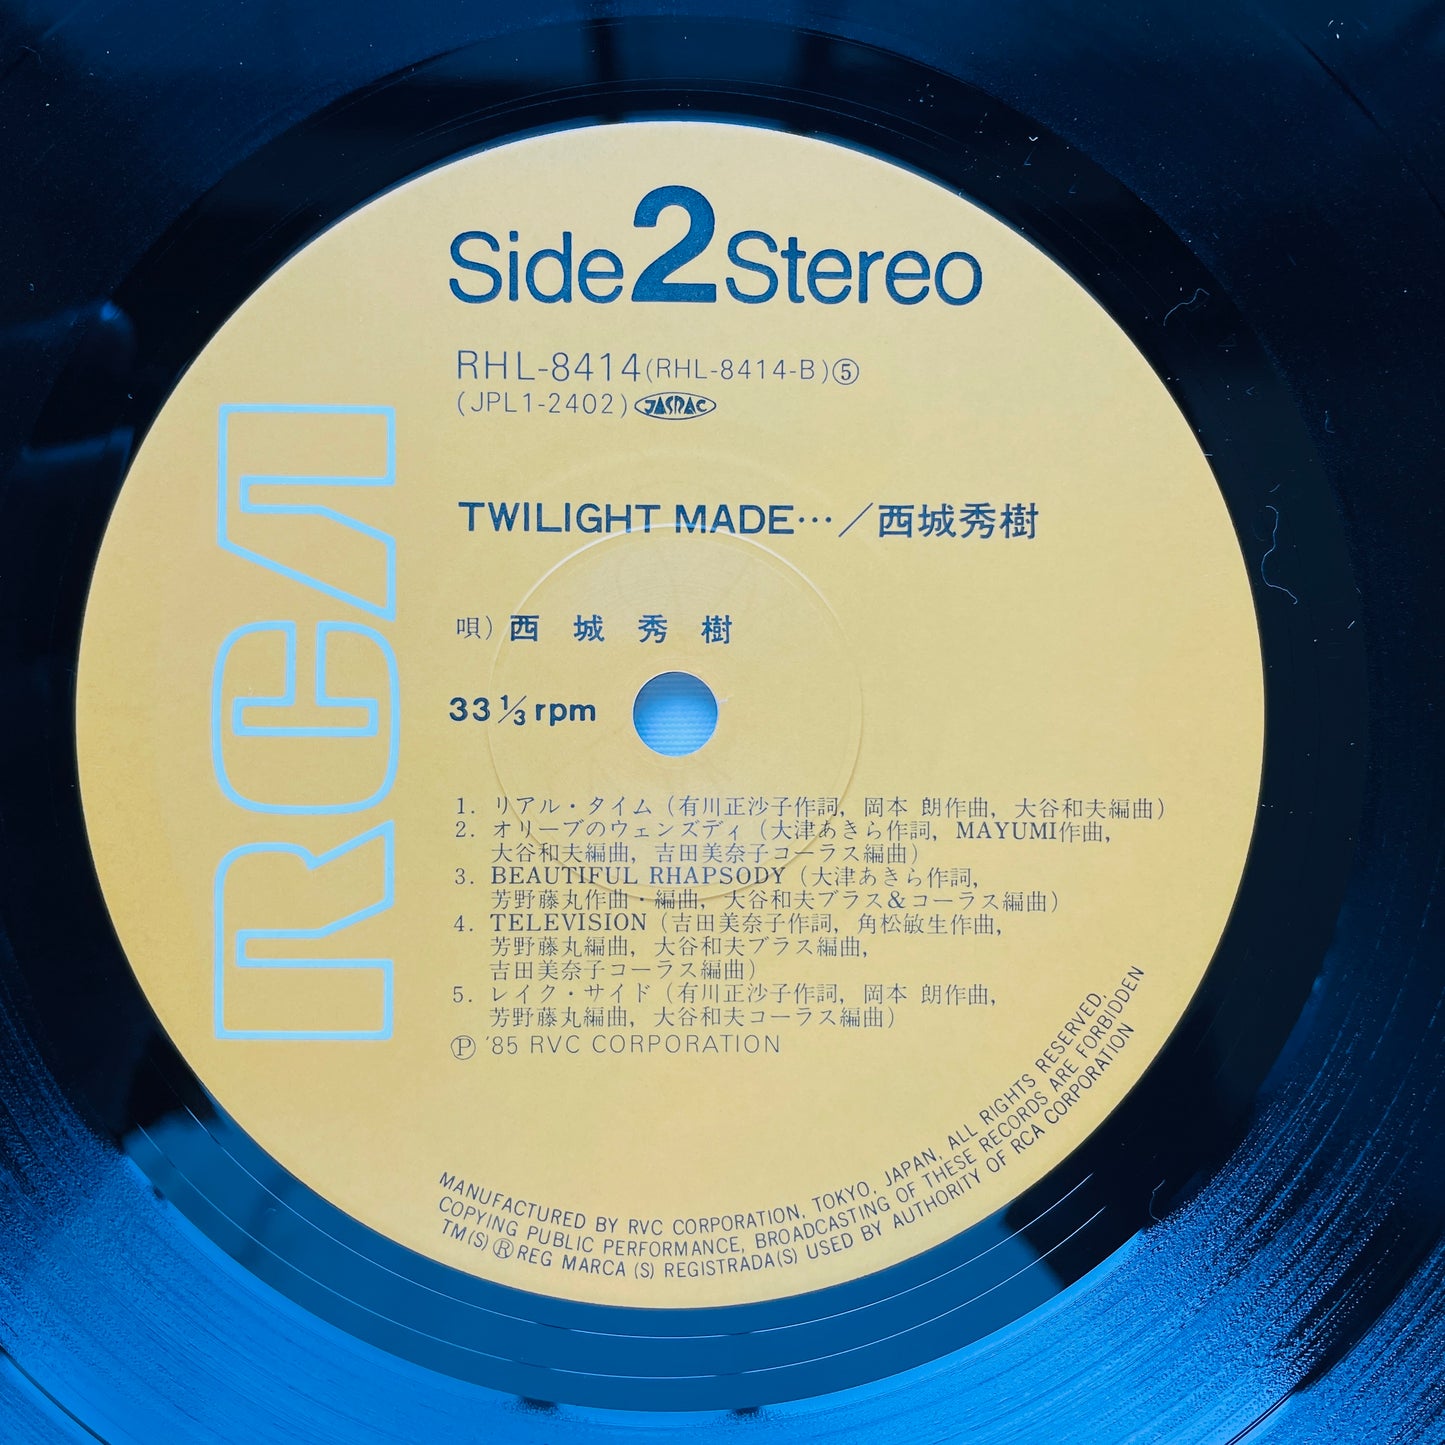 Side 2 Stereo
RHL-8414(RHL-8414-B)⑤
(JPL1-2402) JASRAC
RCA
TWILIGHT MADE…／西城秀樹
唄) 西城秀樹
33 1/3 rpm
1. リアル・タイム（有川正沙子作詞, 岡本 朗作曲, 大谷和夫編曲）
2. オリーブのウェンズディ（大津あきら作詞, MAYUMI作曲,
大谷和夫編曲, 吉田美奈子コーラス編曲）
3. BEAUTIFUL RHAPSODY（大津あきら作詞,
芳野藤丸作曲・編曲, 大谷和夫ブラス&コーラス編曲）
4. TELEVISION（吉田美奈子作詞, 角松敏生作曲,
芳野藤丸編曲, 大谷和夫ブラス編曲,
吉田美奈子コーラス編曲）
5. レイク・サイド（有川正沙子作詞, 岡本 朗作曲,
芳野藤丸編曲, 大谷和夫コーラス編曲）
Ⓟ '85 RVC CORPORATION
MANUFACTURED BY RVC CORPORATION, TOKYO, JAPAN, ALL RIGHTS RESERVED,
COPYING PUBLIC PERFORMANCE, BROADCASTING OF THESE RECORDS ARE FORBIDDEN
TM(S)®REG MARCA (S) REGISTRADA(S) USED BY AUTHORITY OF RCA CORPORATION